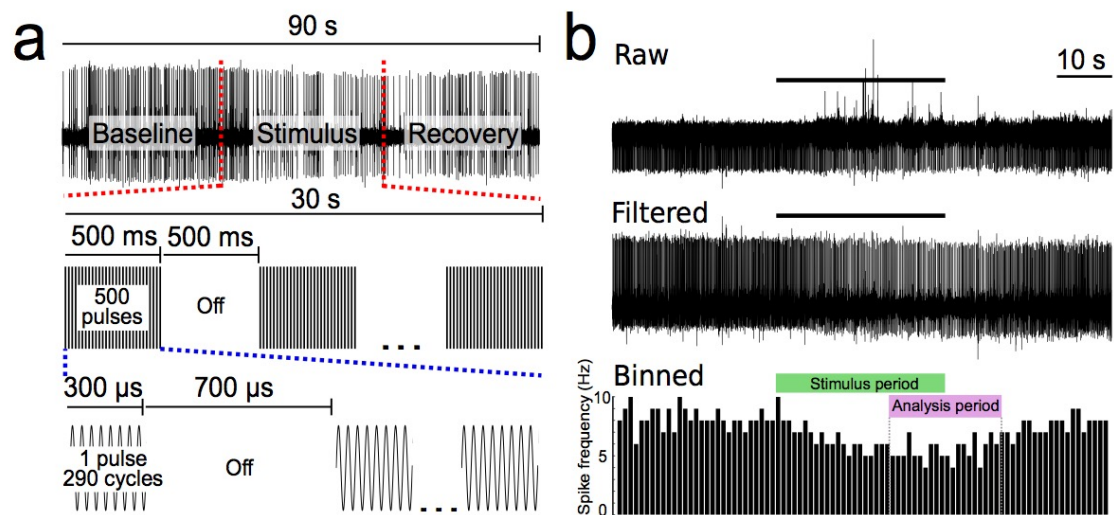 a
90 s
Baseline
Stimulus
Recovery
30 s
500 ms
500 ms
500
pulses
Off
...
300 µs
700 µs
1 pulse
290 cycles
Off
...
b
Raw
10 s
Filtered
Binned
Stimulus period
Analysis period
Spike frequency (Hz)
10
5
0